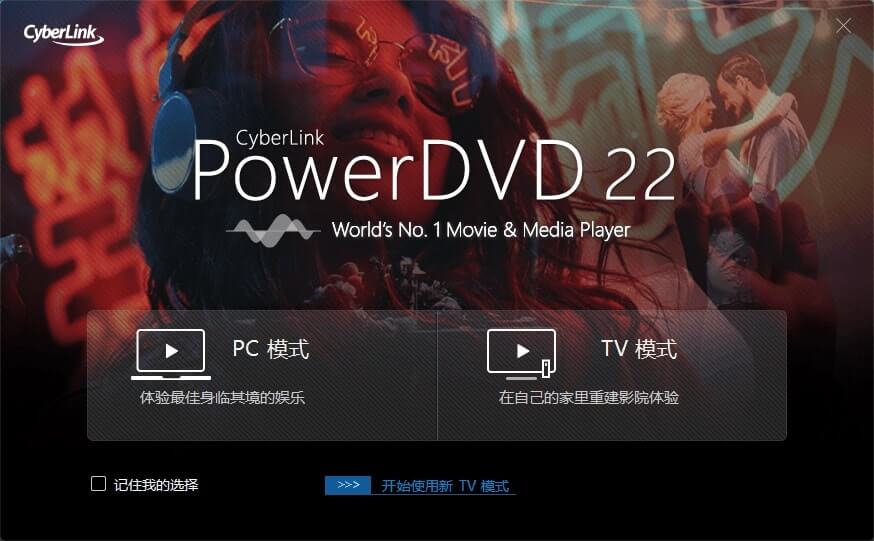 CyberLink
CyberLink
PowerDVD 22
World's No. 1 Movie & Media Player
PC 模式
体验最佳身临其境的娱乐
TV 模式
在自己的家里重建影院体验
记住我的选择
>>> 开始使用新 TV 模式